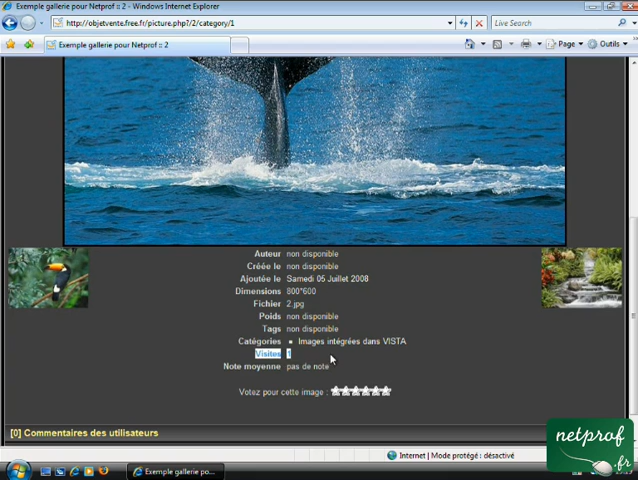 Exemple gallerie pour Netprof :: 2 - Windows Internet Explorer
http://objetvente.free.fr/picture.php?/2/category/1
Live Search
Exemple gallerie pour Netprof :: 2
Page
Outils
Auteur non disponible
Créée le non disponible
Ajoutée le Samedi 05 Juillet 2008
Dimensions 800*600
Fichier 2.jpg
Poids non disponible
Tags non disponible
Catégories Images intégrées dans VISTA
Visites 1
Note moyenne pas de note
Votez pour cette image :
[0] Commentaires des utilisateurs
Internet | Mode protégé : désactivé
Exemple gallerie po...
netprof
.fr